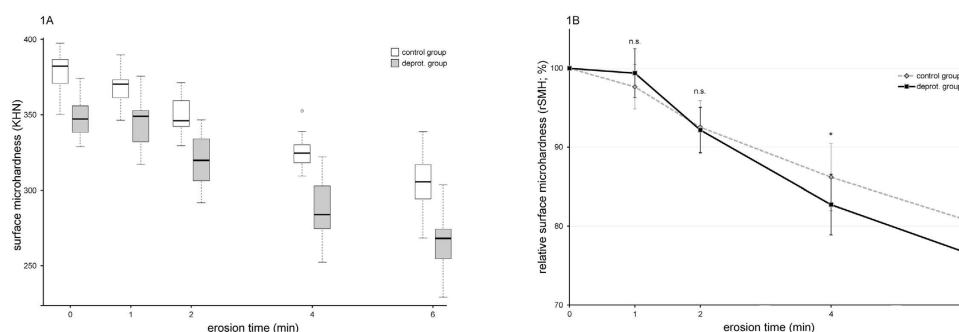 1A
400
350
300
250
surface microhardness (KHN)
control group
deprot. group
0
1
2
4
6
erosion time (min)
1B
100
90
80
70
relative surface microhardness (rSMH; %)
n.s.
n.s.
*
control group
deprot. group
0
1
2
4
erosion time (min)